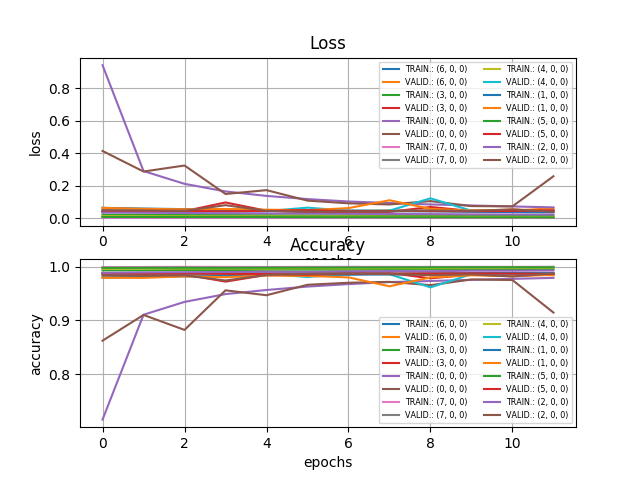 Loss
loss
0.8
0.6
0.4
0.2
0.0
TRAIN.: (6, 0, 0) TRAIN.: (4, 0, 0)
VALID.: (6, 0, 0) VALID.: (4, 0, 0)
TRAIN.: (3, 0, 0) TRAIN.: (1, 0, 0)
VALID.: (3, 0, 0) VALID.: (1, 0, 0)
TRAIN.: (0, 0, 0) TRAIN.: (5, 0, 0)
VALID.: (0, 0, 0) VALID.: (5, 0, 0)
TRAIN.: (7, 0, 0) TRAIN.: (2, 0, 0)
VALID.: (7, 0, 0) VALID.: (2, 0, 0)
0 2 4 6 8 10
epochs
Accuracy
accuracy
1.0
0.9
0.8
TRAIN.: (6, 0, 0) TRAIN.: (4, 0, 0)
VALID.: (6, 0, 0) VALID.: (4, 0, 0)
TRAIN.: (3, 0, 0) TRAIN.: (1, 0, 0)
VALID.: (3, 0, 0) VALID.: (1, 0, 0)
TRAIN.: (0, 0, 0) TRAIN.: (5, 0, 0)
VALID.: (0, 0, 0) VALID.: (5, 0, 0)
TRAIN.: (7, 0, 0) TRAIN.: (2, 0, 0)
VALID.: (7, 0, 0) VALID.: (2, 0, 0)
0 2 4 6 8 10
epochs